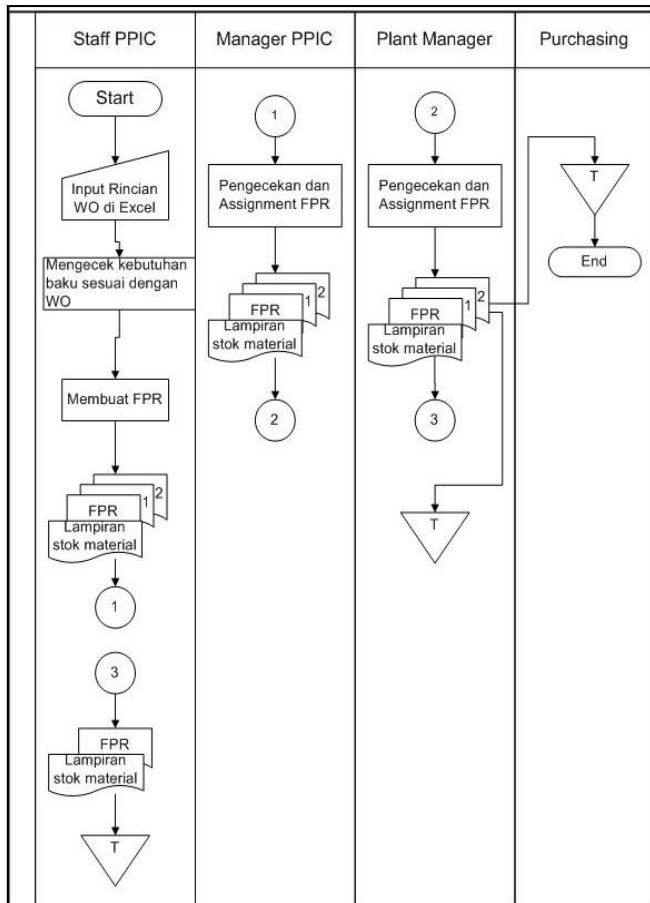 Staff PPIC
Manager PPIC
Plant Manager
Purchasing
Start
Input Rincian
WO di Excel
Mengecek kebutuhan
baku sesuai dengan
WO
Membuat FPR
2
1
FPR
Lampiran
stok material
1
3
FPR
Lampiran
stok material
T
1
Pengecekan dan
Assignment FPR
2
1
FPR
Lampiran
stok material
2
2
Pengecekan dan
Assignment FPR
2
1
FPR
Lampiran
stok material
3
T
T
End